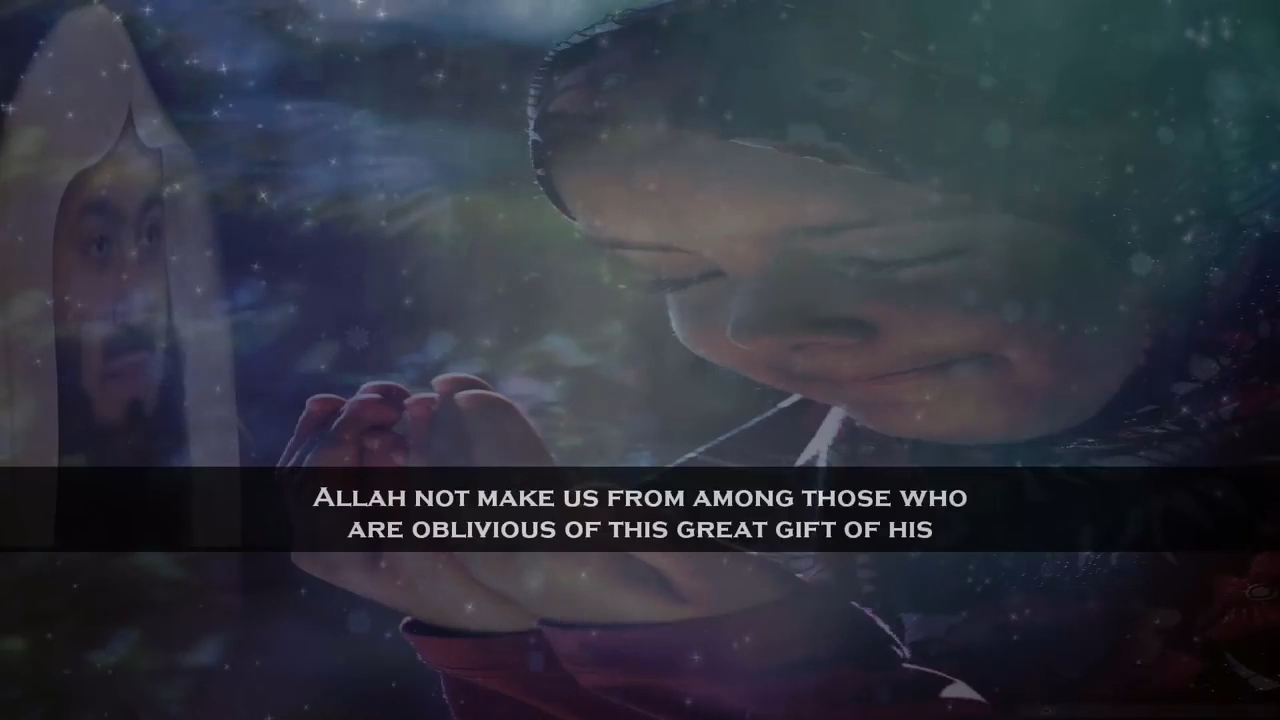 ALLAH NOT MAKE US FROM AMONG THOSE WHO
ARE OBLIVIOUS OF THIS GREAT GIFT OF HIS